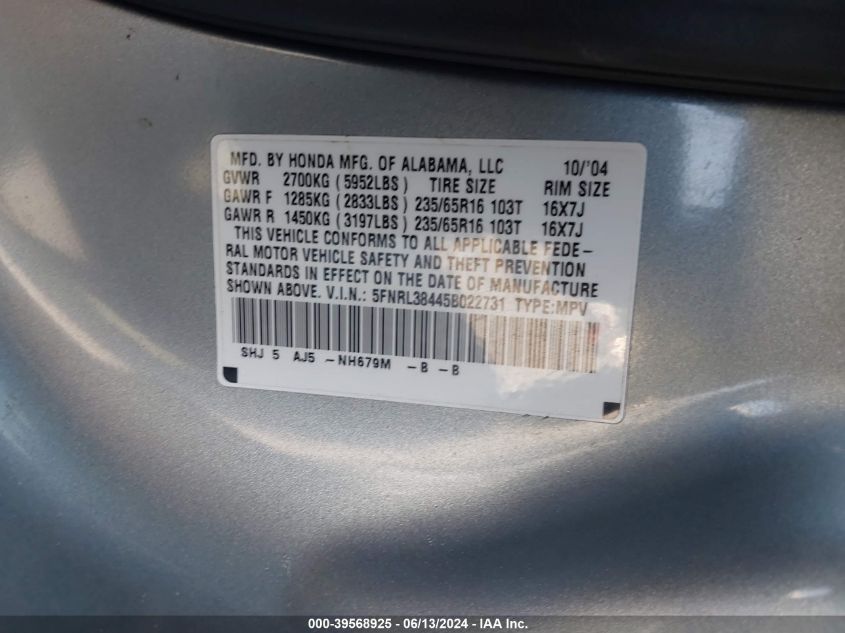 MFD. BY HONDA MFG. OF ALABAMA, LLC 10/'04
GVWR 2700KG (5952LBS) TIRE SIZE RIM SIZE
GAWR F 1285KG (2833LBS) 235/65R16 103T 16X7J
GAWR R 1450KG (3197LBS) 235/65R16 103T 16X7J
THIS VEHICLE CONFORMS TO ALL APPLICABLE FEDE-
RAL MOTOR VEHICLE SAFETY AND THEFT PREVENTION
STANDARDS IN EFFECT ON THE DATE OF MANUFACTURE
SHOWN ABOVE. V.I.N.: 5FNRL38445B022731 TYPE:MPV
SHJ 5 AJ5 -NH679M -B -B
000-39568925 - 06/13/2024 - IAA Inc.